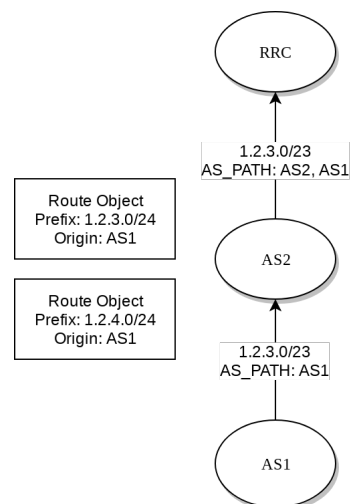 RRC
1.2.3.0/23
AS_PATH: AS2, AS1
Route Object
Prefix: 1.2.3.0/24
Origin: AS1
AS2
Route Object
Prefix: 1.2.4.0/24
Origin: AS1
1.2.3.0/23
AS_PATH: AS1
AS1